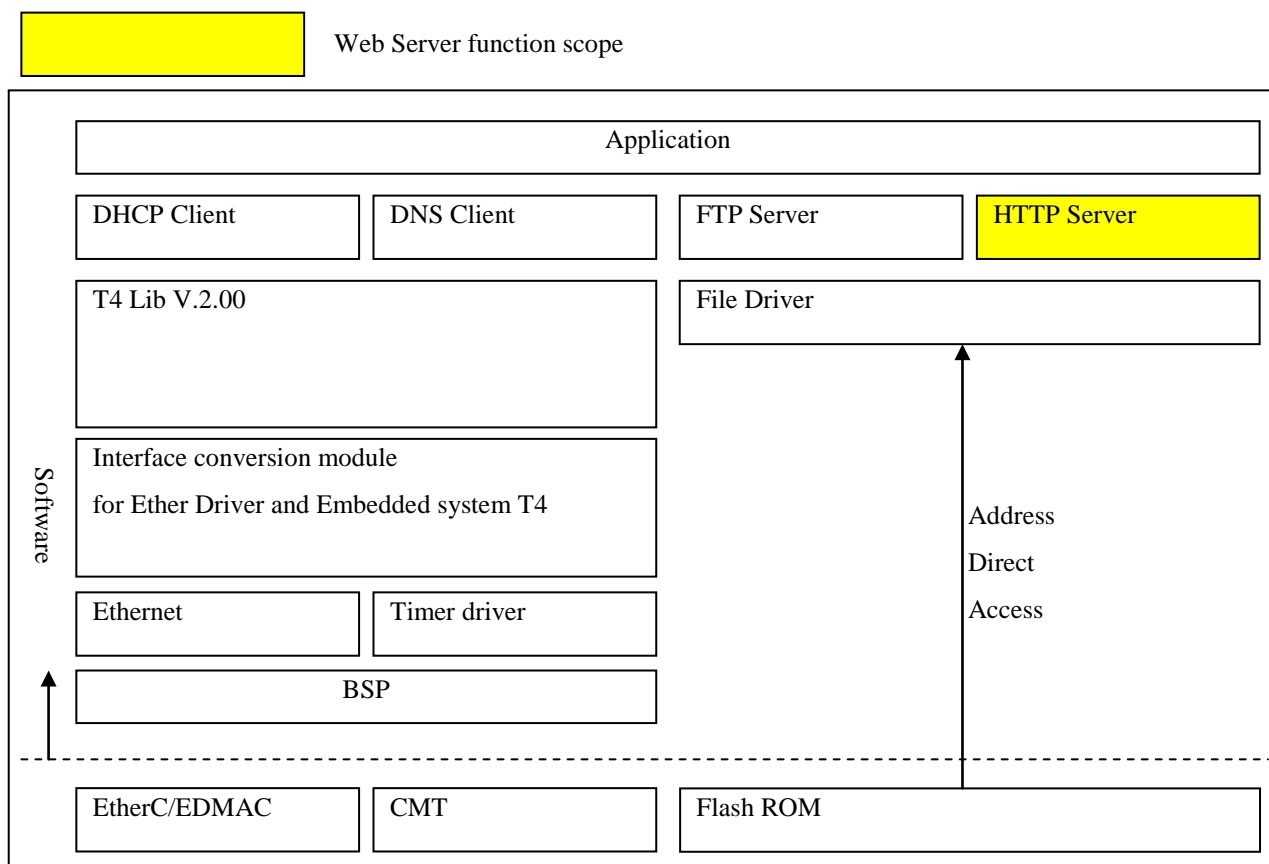 Web Server function scope
Application
DHCP Client
DNS Client
FTP Server
HTTP Server
T4 Lib V.2.00
File Driver
Interface conversion module
for Ether Driver and Embedded system T4
Software
Address
Direct
Access
Ethernet
Timer driver
BSP
EtherC/EDMAC
CMT
Flash ROM